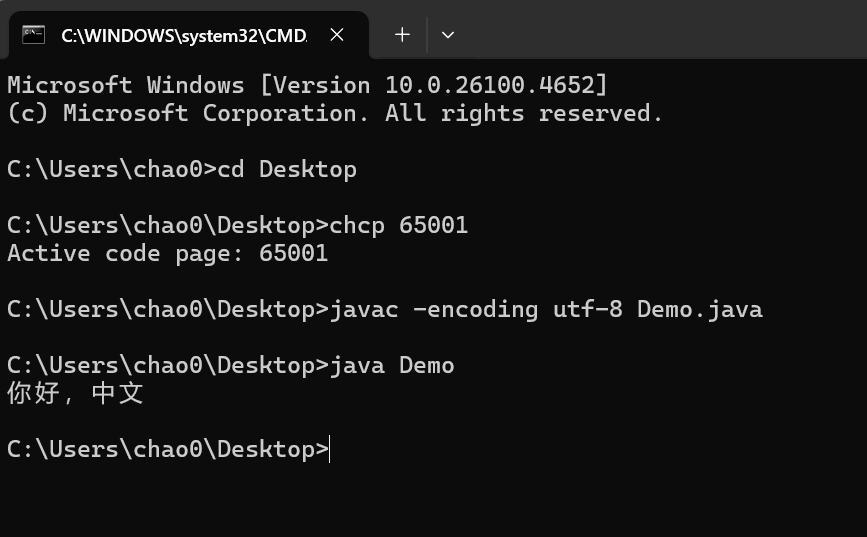 C:\WINDOWS\system32\CMD.
Microsoft Windows [Version 10.0.26100.4652]
(c) Microsoft Corporation. All rights reserved.
C:\Users\chao0>cd Desktop
C:\Users\chao0\Desktop>chcp 65001
Active code page: 65001
C:\Users\chao0\Desktop>javac -encoding utf-8 Demo.java
C:\Users\chao0\Desktop>java Demo
你好，中文
C:\Users\chao0\Desktop>